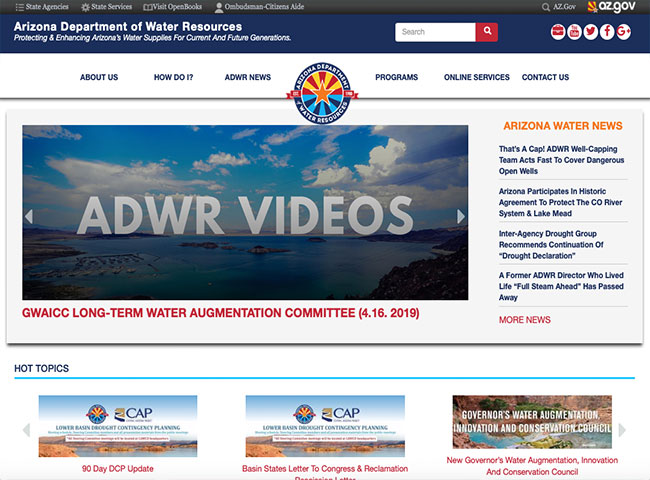 State Agencies State Services Visit OpenBooks Ombudsman-Citizens Aide AZ.Gov az.gov
Arizona Department of Water Resources
Protecting & Enhancing Arizona's Water Supplies For Current And Future Generations.
Search
ABOUT US HOW DO I? ADWR NEWS PROGRAMS ONLINE SERVICES CONTACT US
ARIZONA DEPARTMENT
OF WATER RESOURCES
ADWR VIDEOS
GWAICC LONG-TERM WATER AUGMENTATION COMMITTEE (4.16. 2019)
ARIZONA WATER NEWS
That's A Cap! ADWR Well-Capping
Team Acts Fast To Cover Dangerous
Open Wells
Arizona Participates In Historic
Agreement To Protect The CO River
System & Lake Mead
Inter-Agency Drought Group
Recommends Continuation Of
"Drought Declaration"
A Former ADWR Director Who Lived
Life "Full Steam Ahead" Has Passed
Away
MORE NEWS
HOT TOPICS
CAP
LOWER BASIN DROUGHT CONTINGENCY PLANNING
90 Day DCP Update
CAP
LOWER BASIN DROUGHT CONTINGENCY PLANNING
Basin States Letter To Congress & Reclamation
GOVERNOR'S WATER AUGMENTATION,
INNOVATION AND CONSERVATION COUNCIL
New Governor's Water Augmentation, Innovation
And Conservation Council